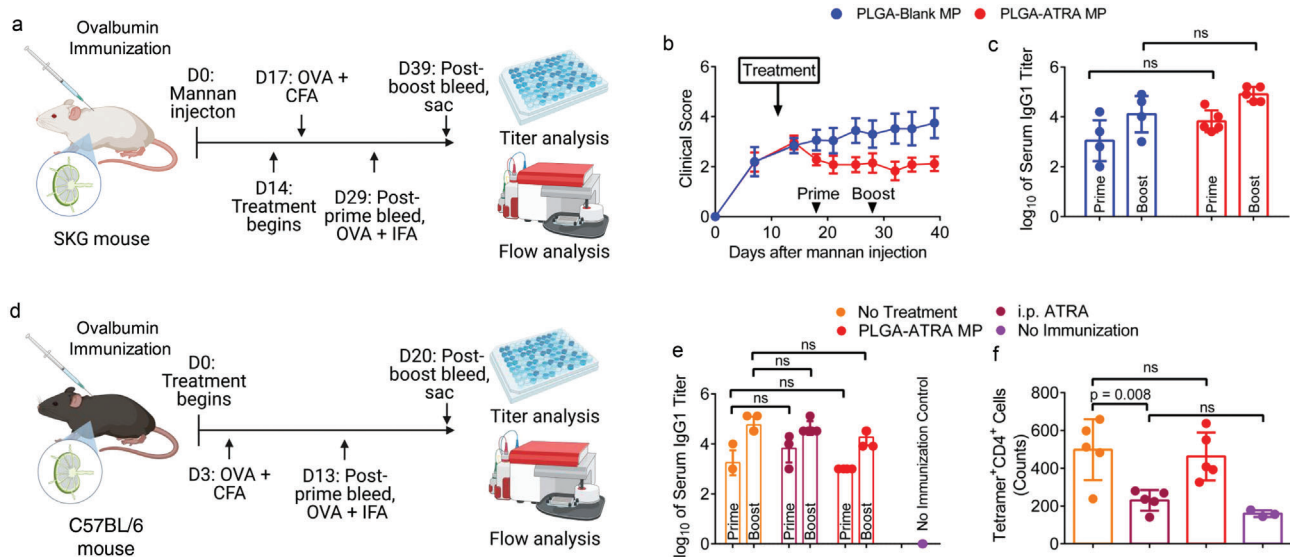 PLGA-Blank MP PLGA-ATRA MP
a
Ovalbumin
Immunization
D0:
Mannan
injecton
D17: OVA +
CFA
D39: Post-
boost bleed,
sac
D14:
Treatment
begins
D29: Post-
prime bleed,
OVA + IFA
SKG mouse
Titer analysis
Flow analysis
b
Treatment
Clinical Score
6
4
2
0
Prime Boost
0 10 20 30 40
Days after mannan injection
c
ns
ns
log10 of Serum IgG1 Titer
6
4
2
0
Prime
Boost
Prime
Boost
d
Ovalbumin
Immunization
D0:
Treatment
begins
D20: Post-
boost bleed,
sac
D3: OVA +
CFA
D13: Post-
prime bleed,
OVA + IFA
C57BL/6
mouse
Titer analysis
Flow analysis
No Treatment i.p. ATRA
PLGA-ATRA MP No Immunization
e
ns
ns
ns
ns
log10 of Serum IgG1 Titer
6
4
2
0
Prime
Boost
Prime
Boost
Prime
Boost
No Immunization Control
f
ns
p = 0.008
ns
Tetramer+CD4+ Cells
(Counts)
800
600
400
200
0